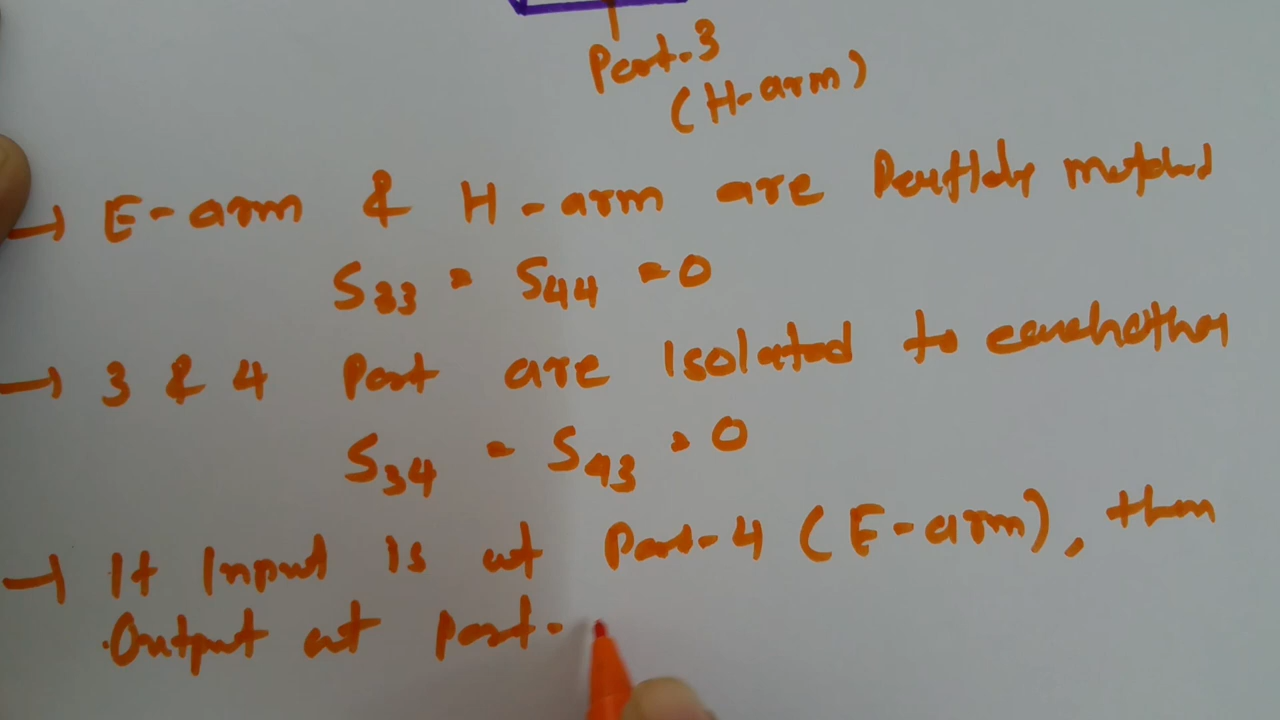 Port-3
(H-arm)
→ E-arm & H-arm are Perfectly matched
S33 = S44 = 0
→ 3 & 4 Port are isolated to eachother
S34 = S43 = 0
→ If Input is at Port-4 (E-arm), then
Output at port-